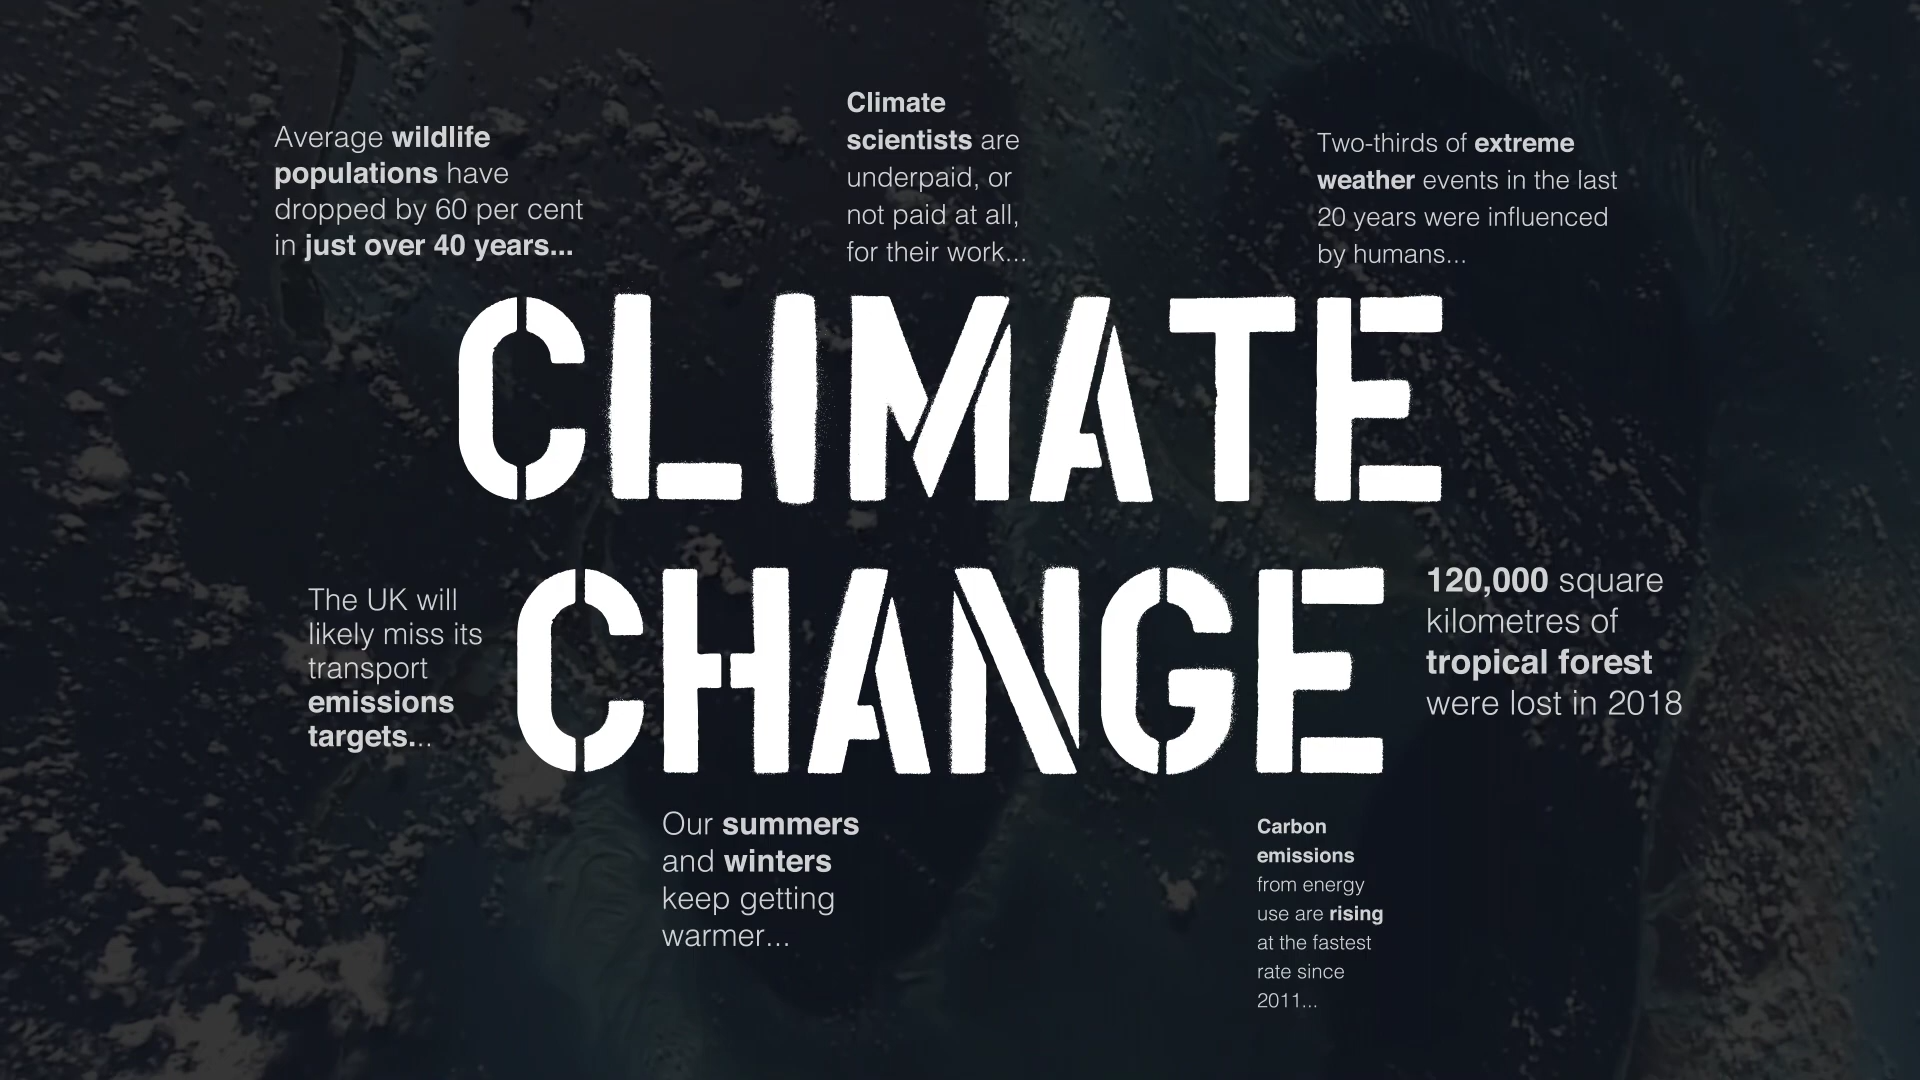 Average wildlife
populations have
dropped by 60 per cent
in just over 40 years...
Climate
scientists are
underpaid, or
not paid at all,
for their work...
Two-thirds of extreme
weather events in the last
20 years were influenced
by humans...
CLIMATE
CHANGE
The UK will
likely miss its
transport
emissions
targets...
120,000 square
kilometres of
tropical forest
were lost in 2018
Our summers
and winters
keep getting
warmer...
Carbon
emissions
from energy
use are rising
at the fastest
rate since
2011...